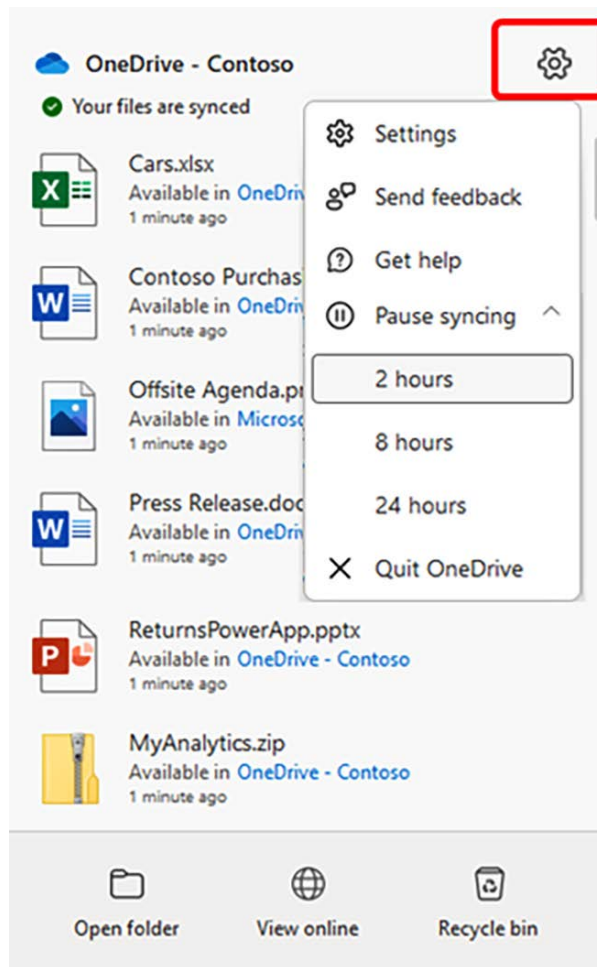 OneDrive - Contoso
Your files are synced
Cars.xlsx
Available in OneDriv
1 minute ago
Contoso Purchas
Available in OneDriv
1 minute ago
Offsite Agenda.pn
Available in Microso
1 minute ago
Press Release.doc
Available in OneDriv
1 minute ago
ReturnsPowerApp.pptx
Available in OneDrive - Contoso
1 minute ago
MyAnalytics.zip
Available in OneDrive - Contoso
1 minute ago
Settings
Send feedback
Get help
Pause syncing
2 hours
8 hours
24 hours
Quit OneDrive
Open folder
View online
Recycle bin